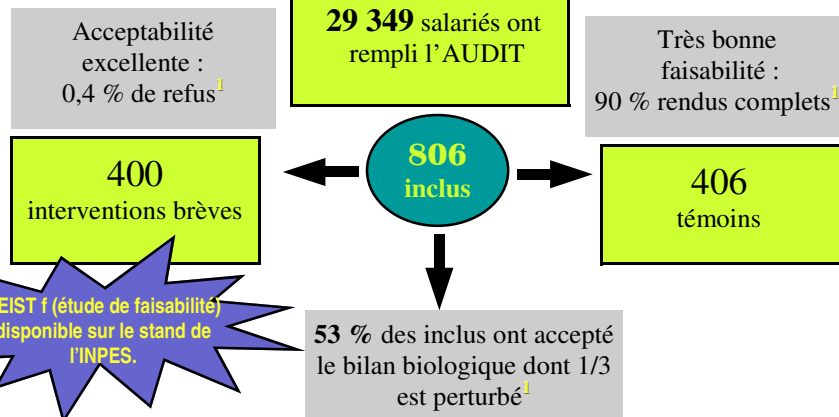 Acceptabilité
excellente :
0,4 % de refus1
29 349 salariés ont
rempli l'AUDIT
Très bonne
faisabilité :
90 % rendus complets1
400
interventions brèves
806
inclus
406
témoins
EIST f (étude de faisabilité)
disponible sur le stand de
l'INPES.
53 % des inclus ont accepté
le bilan biologique dont 1/3
est perturbé1